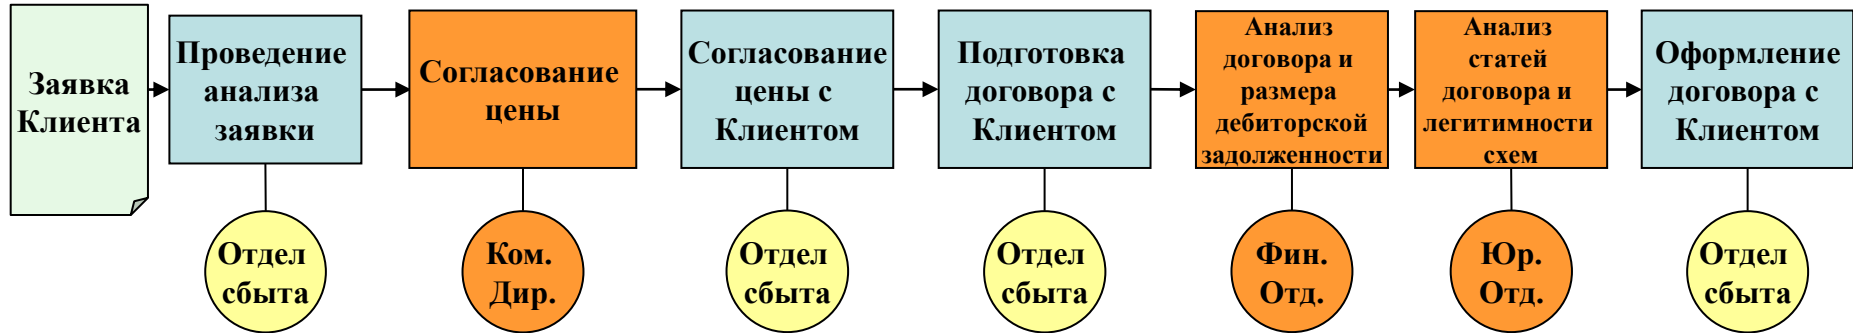 Заявка
Клиента
Проведение
анализа
заявки
Согласование
цены
Согласование
цены с
Клиентом
Подготовка
договора с
Клиентом
Анализ
договора и
размера
дебиторской
задолженности
Анализ
статей
договора и
легитимности
схем
Оформление
договора с
Клиентом
Отдел
сбыта
Ком.
Дир.
Отдел
сбыта
Отдел
сбыта
Фин.
Отд.
Юр.
Отд.
Отдел
сбыта